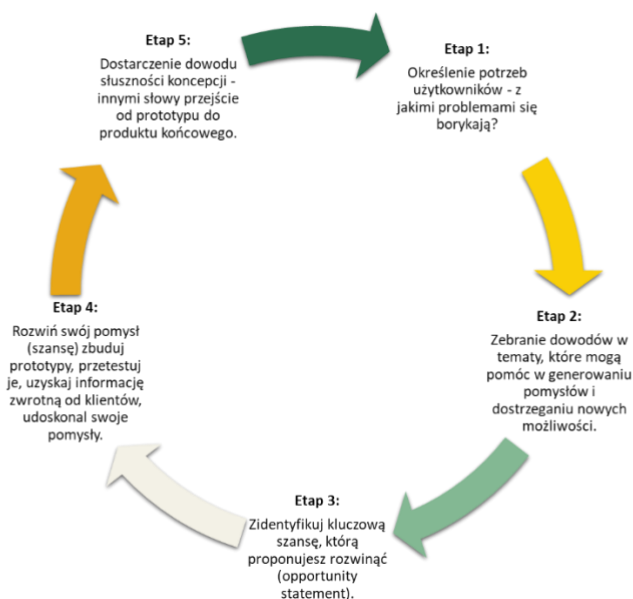 Etap 1:
Określenie potrzeb
użytkowników - z
jakimi problemami się
borykają?
Etap 2:
Zebranie dowodów w
tematy, które mogą
pomóc w generowaniu
pomysłów i
dostrzeganiu nowych
możliwości.
Etap 3:
Zidentyfikuj kluczową
szansę, którą
proponujesz rozwinąć
(opportunity
statement).
Etap 4:
Rozwiń swój pomysł
(szansę) zbuduj
prototypy, przetestuj
je, uzyskaj informację
zwrotną od klientów,
udoskonal swoje
pomysły.
Etap 5:
Dostarczenie dowodu
słuszności koncepcji -
innymi słowy przejście
od prototypu do
produktu końcowego.